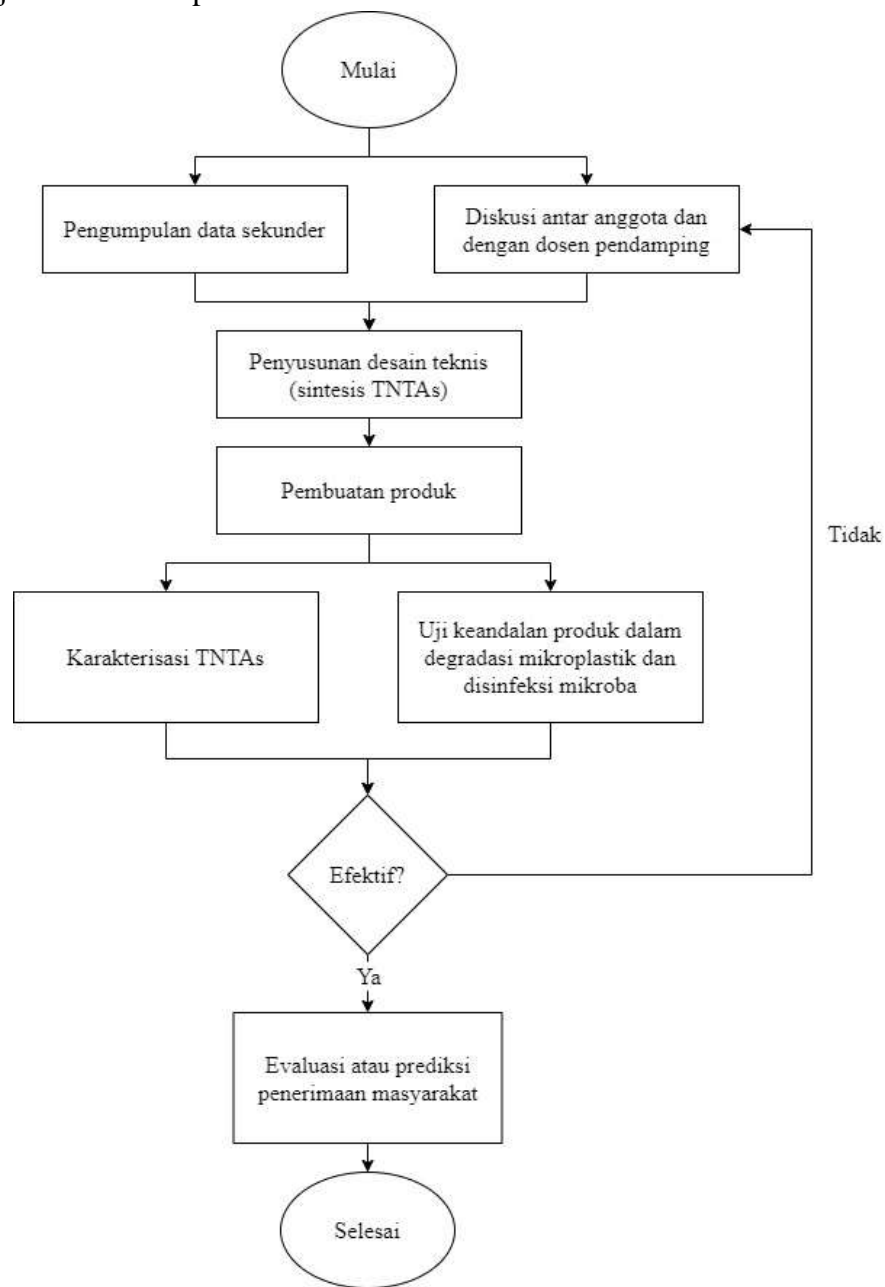 Mulai
Pengumpulan data sekunder
Diskusi antar anggota dan
dengan dosen pendamping
Penyusunan desain teknis
(sintesis TNTAs)
Pembuatan produk
Tidak
Karakterisasi TNTAs
Uji keandalan produk dalam
degradasi mikroplastik dan
disinfeksi mikroba
Efektif?
Ya
Evaluasi atau prediksi
penerimaan masyarakat
Selesai